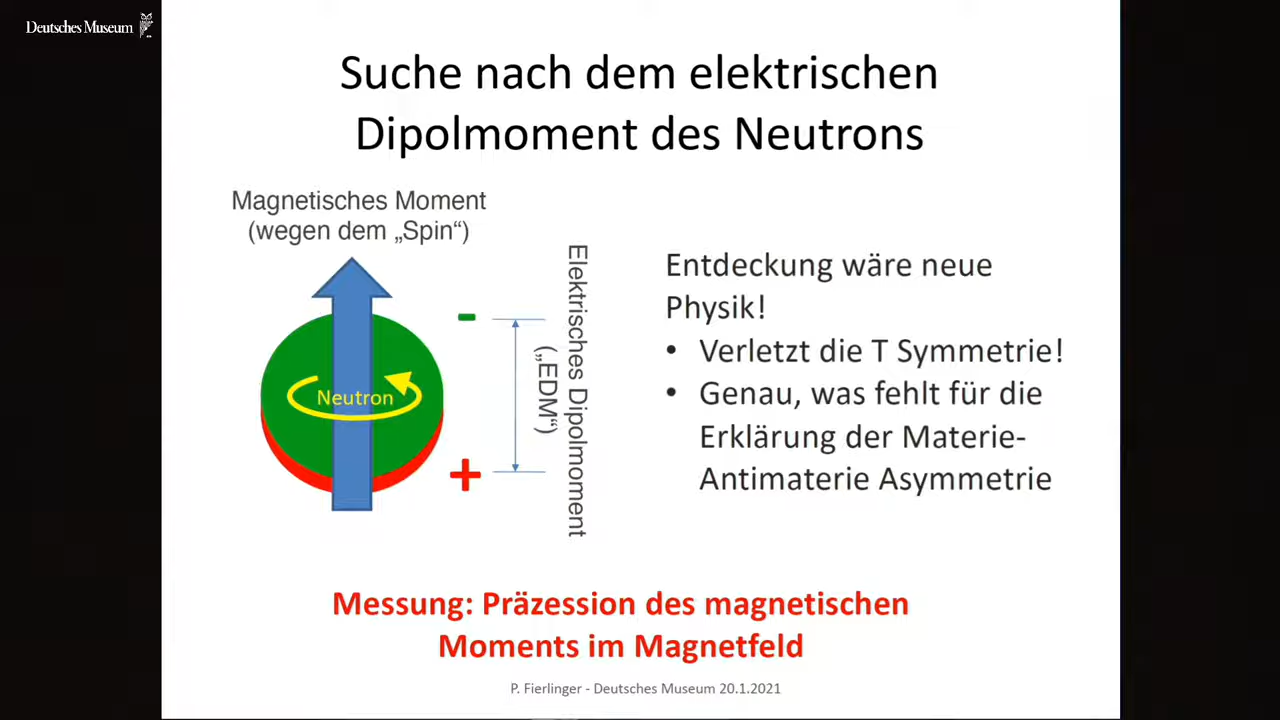 Deutsches Museum
Suche nach dem elektrischen
Dipolmoment des Neutrons
Magnetisches Moment
(wegen dem „Spin“)
-
Neutron
+
Elektrisches Dipolmoment
(„EDM“)
Entdeckung wäre neue
Physik!
• Verletzt die T Symmetrie!
• Genau, was fehlt für die
Erklärung der Materie-
Antimaterie Asymmetrie
Messung: Präzession des magnetischen
Moments im Magnetfeld
P. Fierlinger - Deutsches Museum 20.1.2021